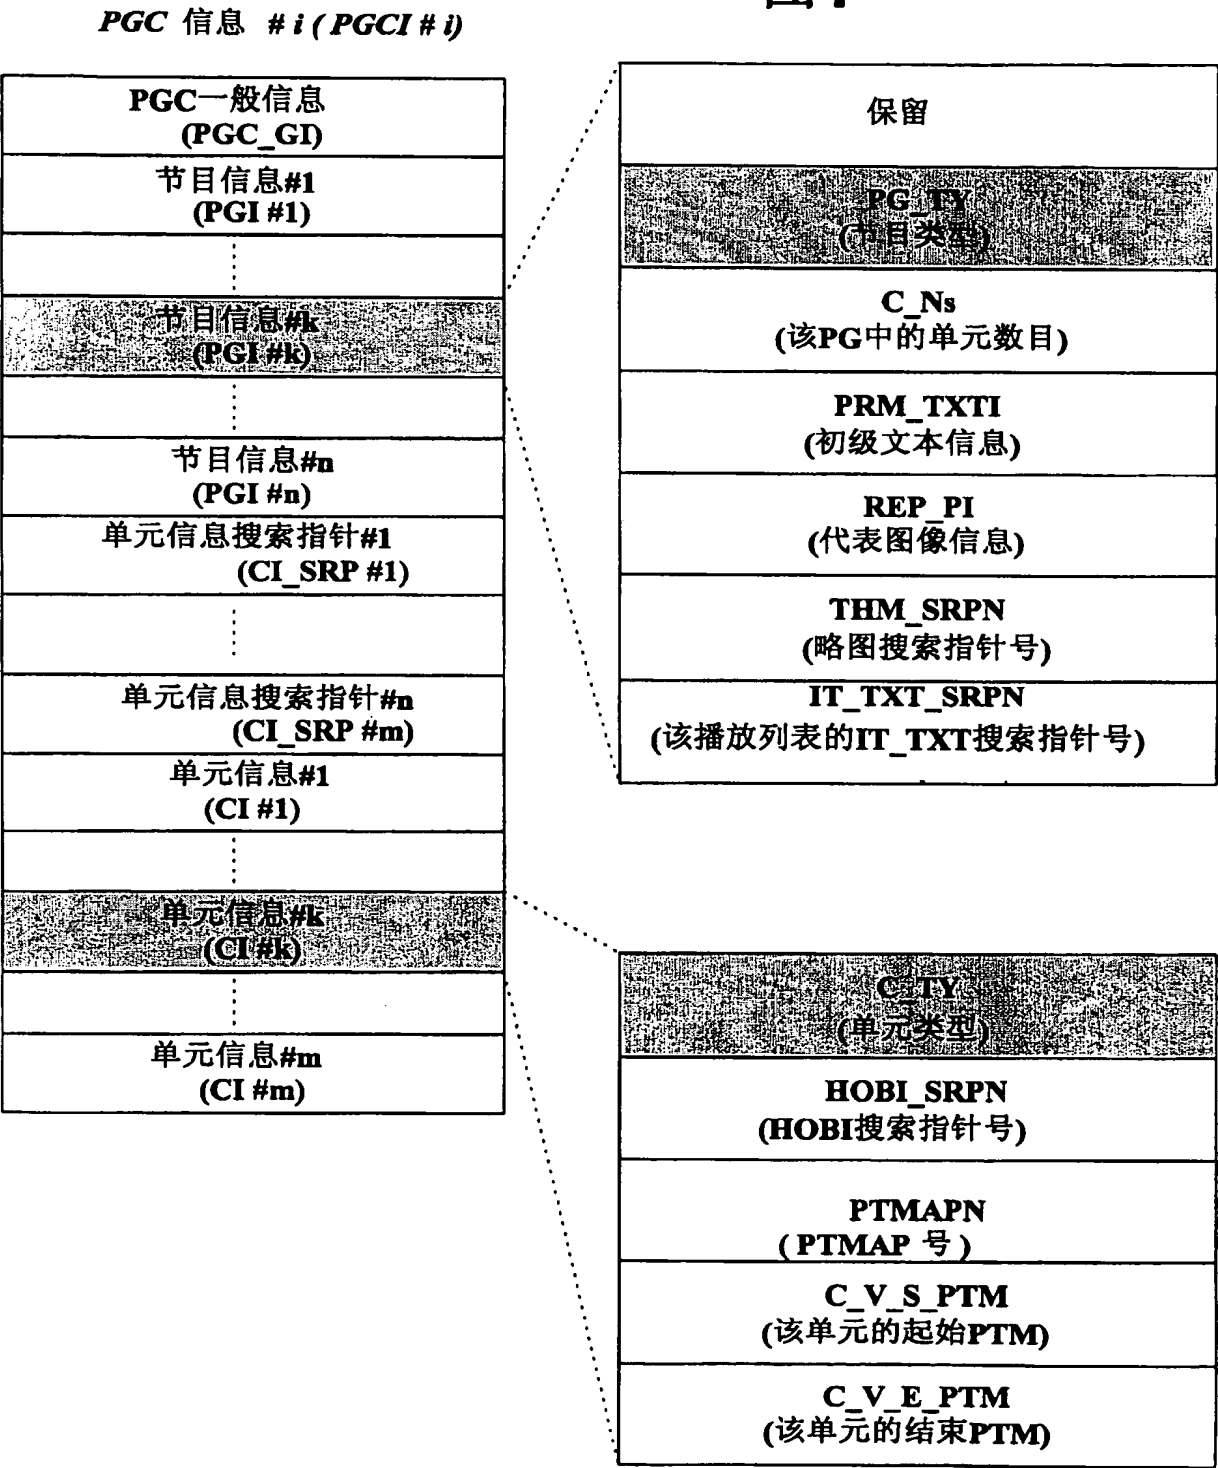 PGC 信息 # i ( PGCI # i)
PGC一般信息
(PGC_GI)
节目信息#1
(PGI #1)
节目信息#k
(PGI #k)
节目信息#n
(PGI #n)
单元信息搜索指针#1
(CI_SRP #1)
单元信息搜索指针#n
(CI_SRP #m)
单元信息#1
(CI #1)
单元信息#k
(CI #k)
单元信息#m
(CI #m)
保留
PG_TY
(节目类型)
C_Ns
(该PG中的单元数目)
PRM_TXTI
(初级文本信息)
REP_PI
(代表图像信息)
THM_SRPN
(略图搜索指针号)
IT_TXT_SRPN
(该播放列表的IT_TXT搜索指针号)
C_TY
(单元类型)
HOBI_SRPN
(HOBI搜索指针号)
PTMAPN
( PTMAP 号 )
C_V_S_PTM
(该单元的起始PTM)
C_V_E_PTM
(该单元的结束PTM)